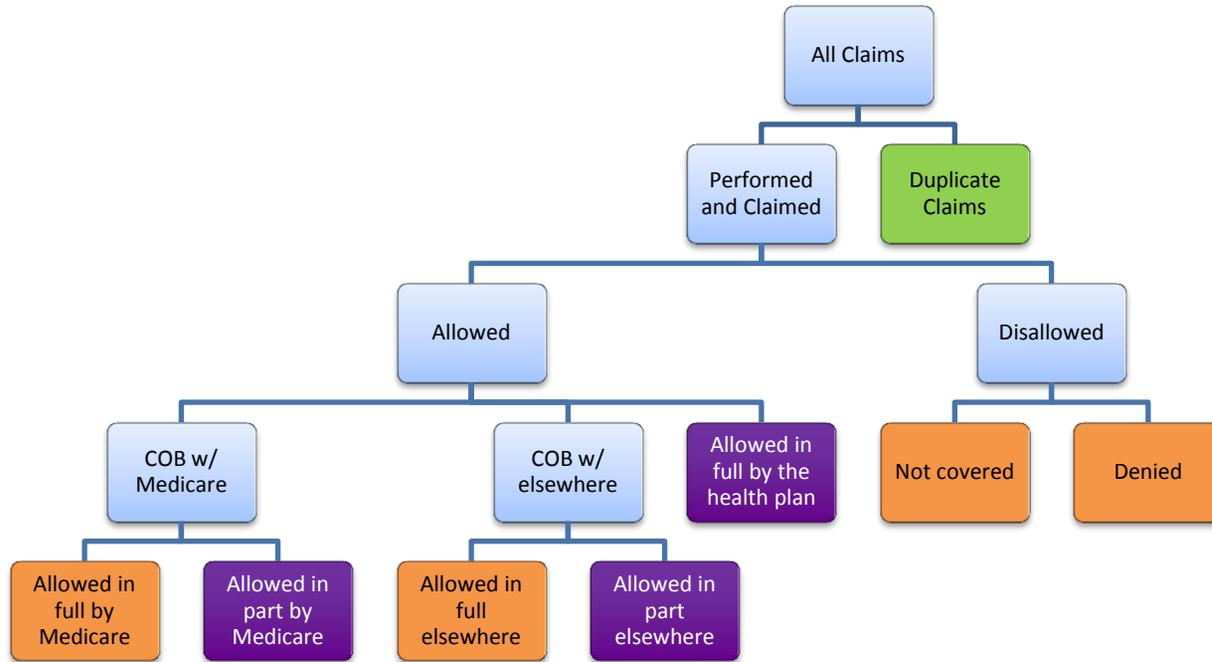 All Claims
Performed
and Claimed
Duplicate
Claims
Allowed
Disallowed
COB w/
Medicare
COB w/
elsewhere
Allowed in
full by the
health plan
Not covered
Denied
Allowed in
full by
Medicare
Allowed in
part by
Medicare
Allowed in
full
elsewhere
Allowed in
part
elsewhere